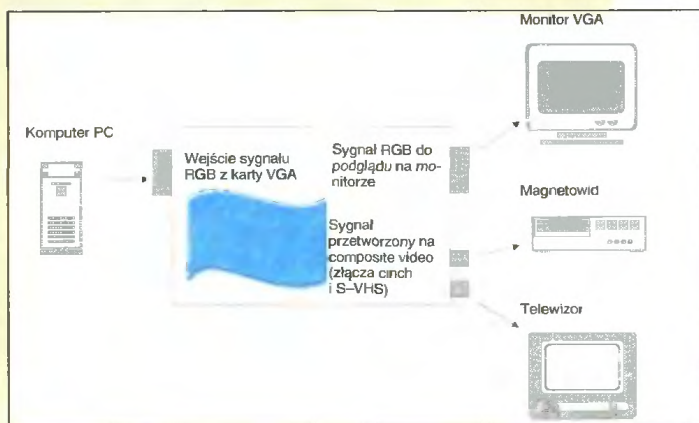 Monitor VGA
Komputer PC
Wejście sygnału
RGB z karty VGA
Sygnał RGB do
podglądu na mo-
nitorze
Magnetowid
Sygnał
przetworzony na
composite video
(złącza cinch
i S–VHS)
Telewizor